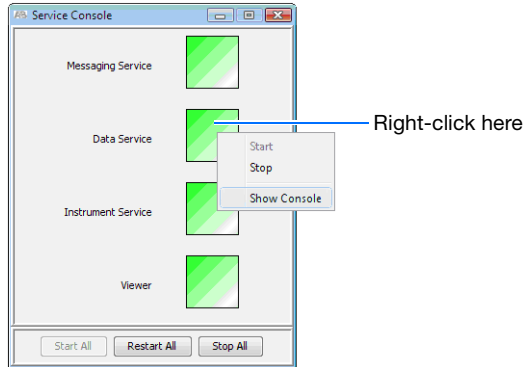 Service Console
Messaging Service
Data Service
Right-click here
Start
Stop
Show Console
Instrument Service
Viewer
Start All
Restart All
Stop All